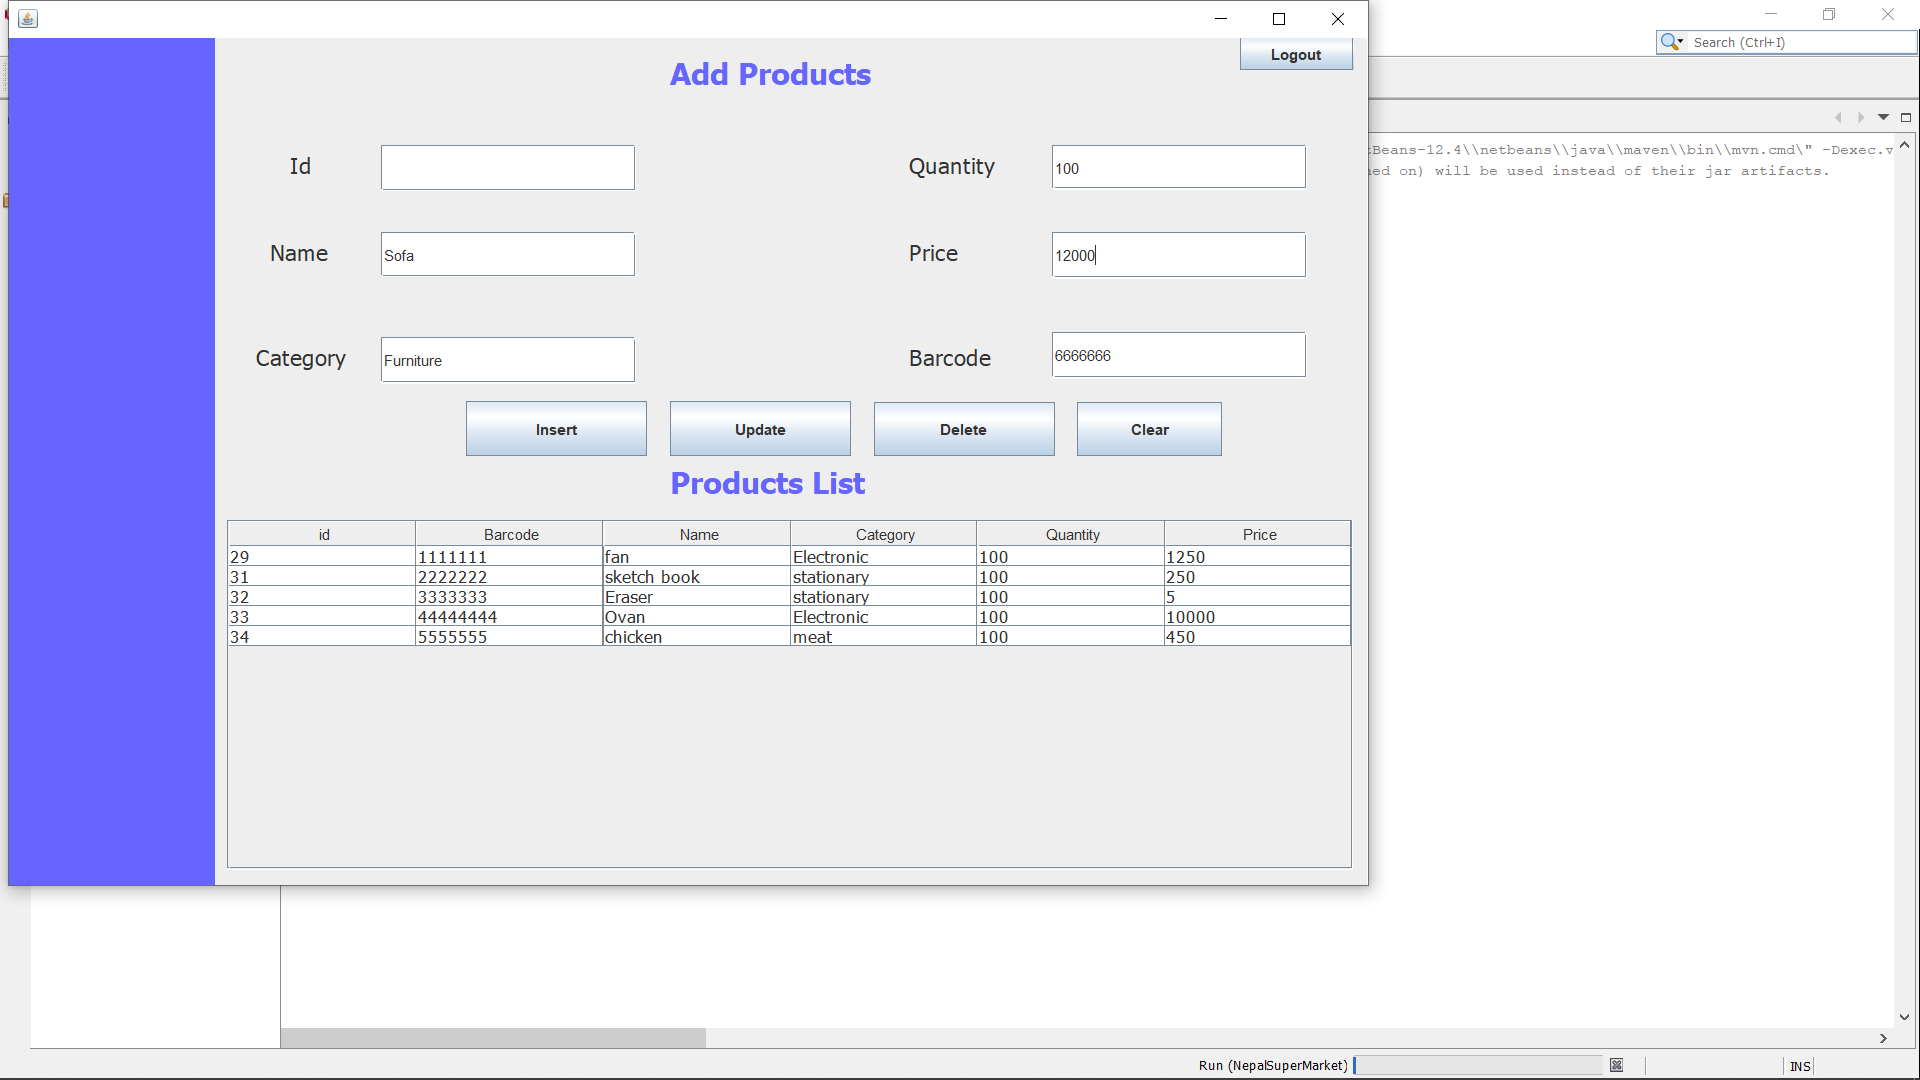 Logout
Add Products
Search (Ctrl+I)
Id
Quantity 100
Name Sofa
Price 12000
Category Furniture
Barcode 6666666
Insert Update Delete Clear
Products List
id Barcode Name Category Quantity Price
29 1111111 fan Electronic 100 1250
31 2222222 sketch book stationary 100 250
32 3333333 Eraser stationary 100 5
33 44444444 Ovan Electronic 100 10000
34 5555555 chicken meat 100 450
Beans-12.4\\netbeans\\java\\maven\\bin\\mvn.cmd\" -Dexec.v
ed on) will be used instead of their jar artifacts.
Run (NepalSuperMarket)
INS